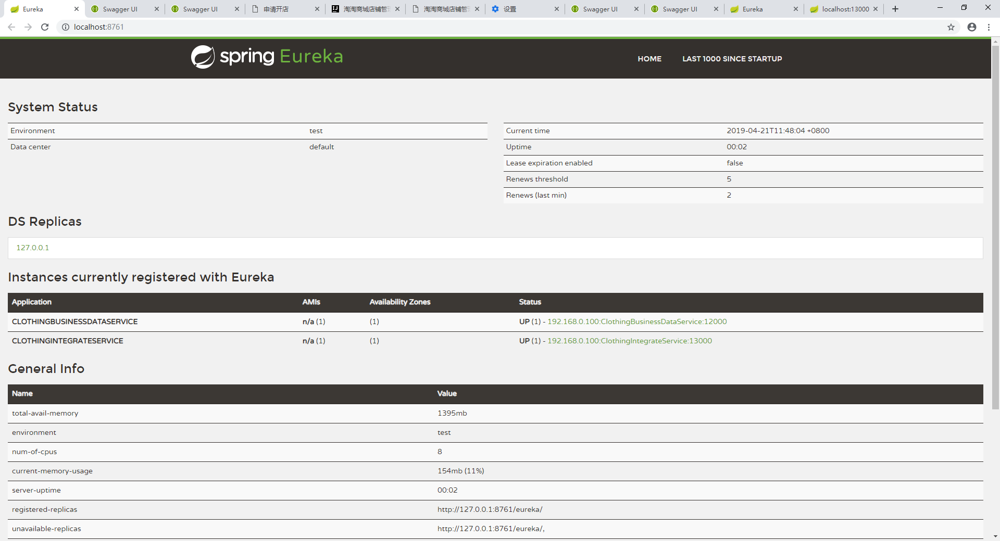 Eureka
Swagger UI
Swagger UI
申请开店
淘淘商城店铺管理
淘淘商城店铺管理
设置
Swagger UI
Swagger UI
Eureka
localhost:13000
localhost:8761
spring Eureka
HOME
LAST 1000 SINCE STARTUP
System Status
Environment test
Data center default
Current time 2019-04-21T11:48:04 +0800
Uptime 00:02
Lease expiration enabled false
Renews threshold 5
Renews (last min) 2
DS Replicas
127.0.0.1
Instances currently registered with Eureka
Application AMIs Availability Zones Status
CLOTHINGBUSINESSDATASERVICE n/a (1) (1) UP (1) - 192.168.0.100:ClothingBusinessDataService:12000
CLOTHINGINTEGRATESERVICE n/a (1) (1) UP (1) - 192.168.0.100:ClothingIntegrateService:13000
General Info
Name Value
total-avail-memory 1395mb
environment test
num-of-cpus 8
current-memory-usage 154mb (11%)
server-uptime 00:02
registered-replicas http://127.0.0.1:8761/eureka/
unavailable-replicas http://127.0.0.1:8761/eureka/,